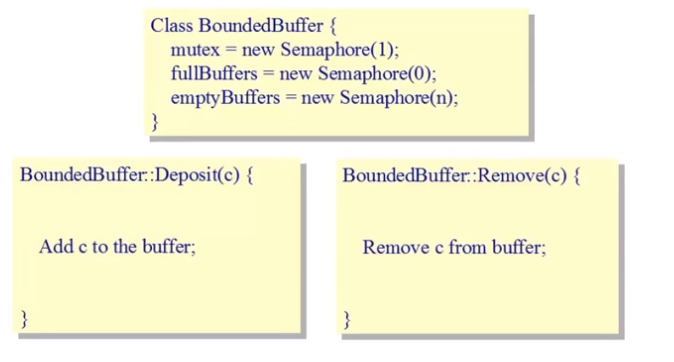 Class BoundedBuffer {
mutex = new Semaphore(1);
fullBuffers = new Semaphore(0);
emptyBuffers = new Semaphore(n);
}
BoundedBuffer::Deposit(c) {
Add c to the buffer;
}
BoundedBuffer::Remove(c) {
Remove c from buffer;
}